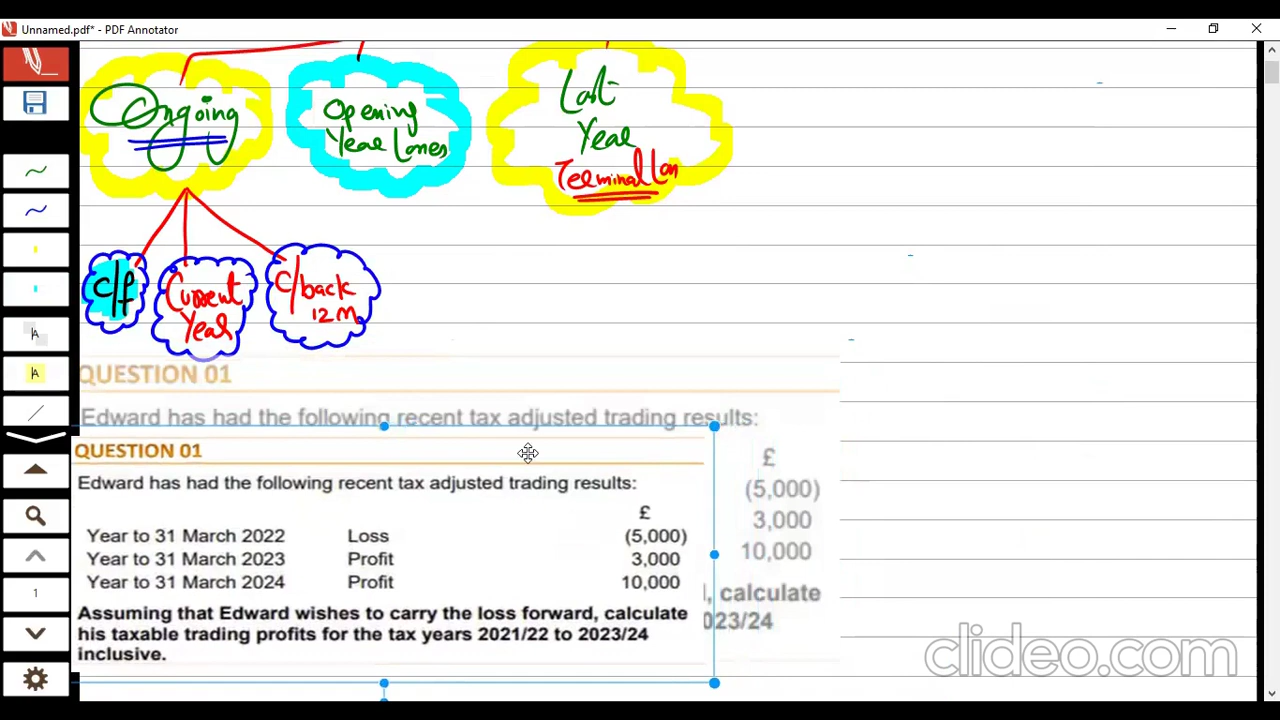 Unnamed.pdf* - PDF Annotator
Ongoing
Opening
Year Losses
Last
Year
Terminal Loss
c/f
Current
Year
C/back
12 M
QUESTION 01
Edward has had the following recent tax adjusted trading results:
£
(5,000)
3,000
10,000
, calculate
023/24
QUESTION 01
Edward has had the following recent tax adjusted trading results:
£
Year to 31 March 2022 Loss (5,000)
Year to 31 March 2023 Profit 3,000
Year to 31 March 2024 Profit 10,000
Assuming that Edward wishes to carry the loss forward, calculate
his taxable trading profits for the tax years 2021/22 to 2023/24
inclusive.
A
A
1
clideo.com